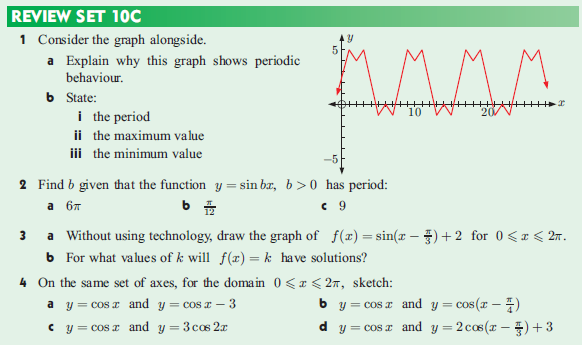 REVIEW SET 10C
1 Consider the graph alongside.
a Explain why this graph shows periodic
behaviour.
b State:
i the period
ii the maximum value
iii the minimum value
y
5
x
O
10
20
-5
2 Find b given that the function y = sin bx, b > 0 has period:
a 6π b π/12 c 9
3 a Without using technology, draw the graph of f(x) = sin(x − π/3) + 2 for 0 ⩽ x ⩽ 2π.
b For what values of k will f(x) = k have solutions?
4 On the same set of axes, for the domain 0 ⩽ x ⩽ 2π, sketch:
a y = cos x and y = cos x − 3 b y = cos x and y = cos(x − π/4)
c y = cos x and y = 3 cos 2x d y = cos x and y = 2 cos(x − π/3) + 3